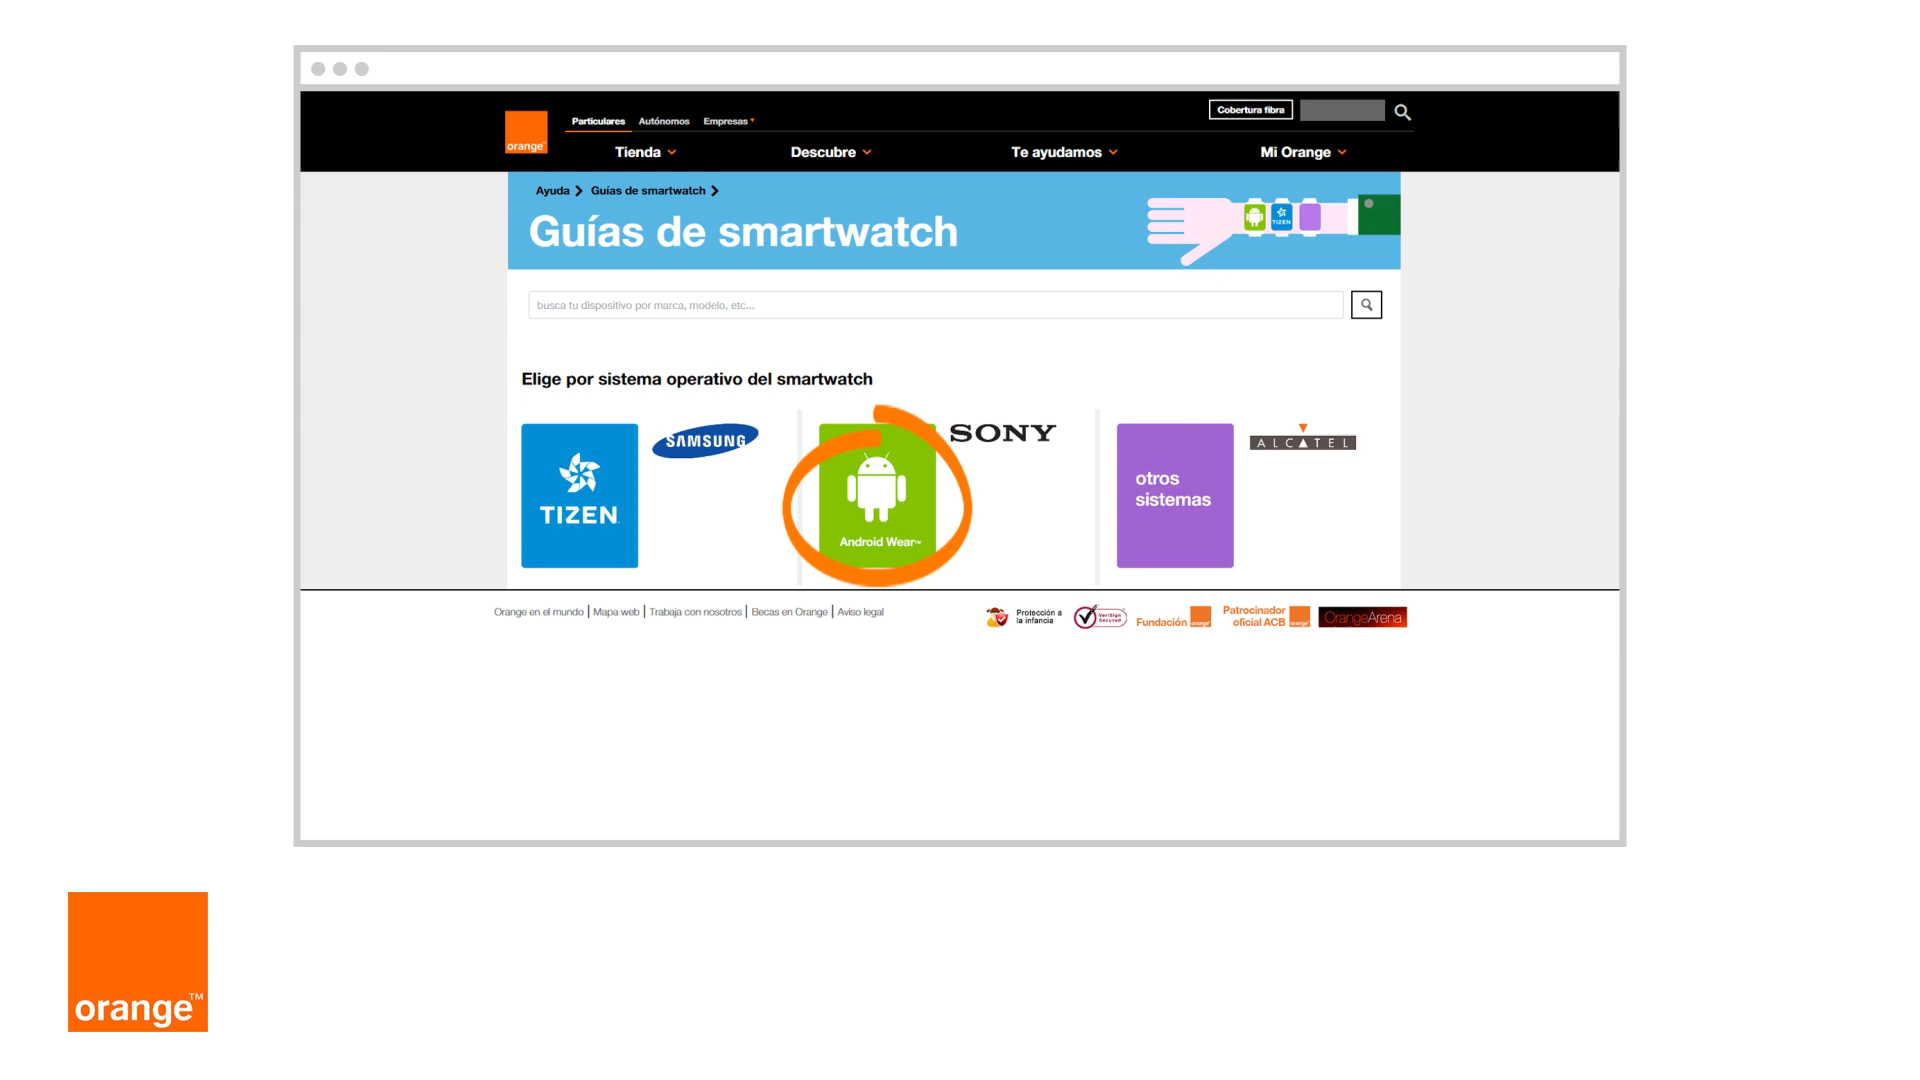 Cobertura fibra
Particulares Autónomos Empresas
orange™
Tienda Descubre Te ayudamos Mi Orange
Ayuda Guías de smartwatch
Guías de smartwatch
TIZEN
busca tu dispositivo por marca, modelo, etc...
Elige por sistema operativo del smartwatch
TIZEN
SAMSUNG
Android Wear™
SONY
otros
sistemas
ALCATEL
Orange en el mundo | Mapa web | Trabaja con nosotros | Becas en Orange | Aviso legal
Protección a
la infancia
VeriSign
Secured
Fundación orange
Patrocinador
oficial ACB orange
OrangeArena
orange™